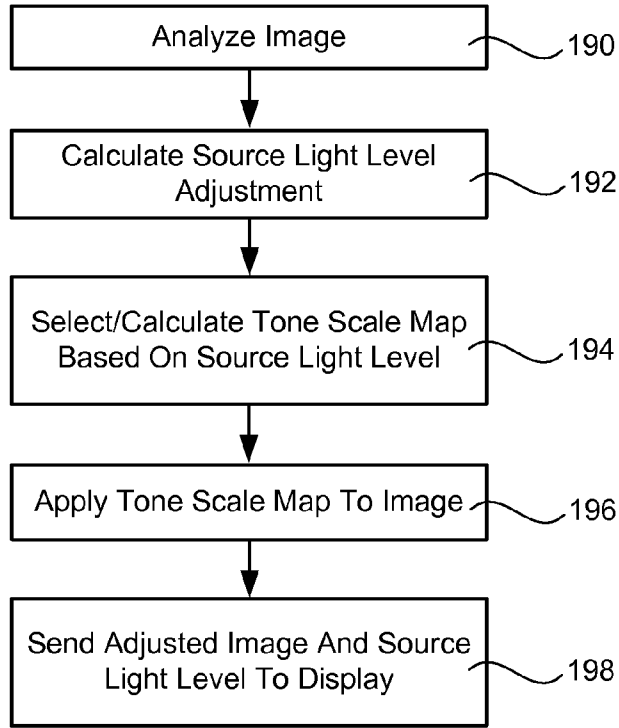 Analyze Image
190
Calculate Source Light Level
Adjustment
192
Select/Calculate Tone Scale Map
Based On Source Light Level
194
Apply Tone Scale Map To Image
196
Send Adjusted Image And Source
Light Level To Display
198